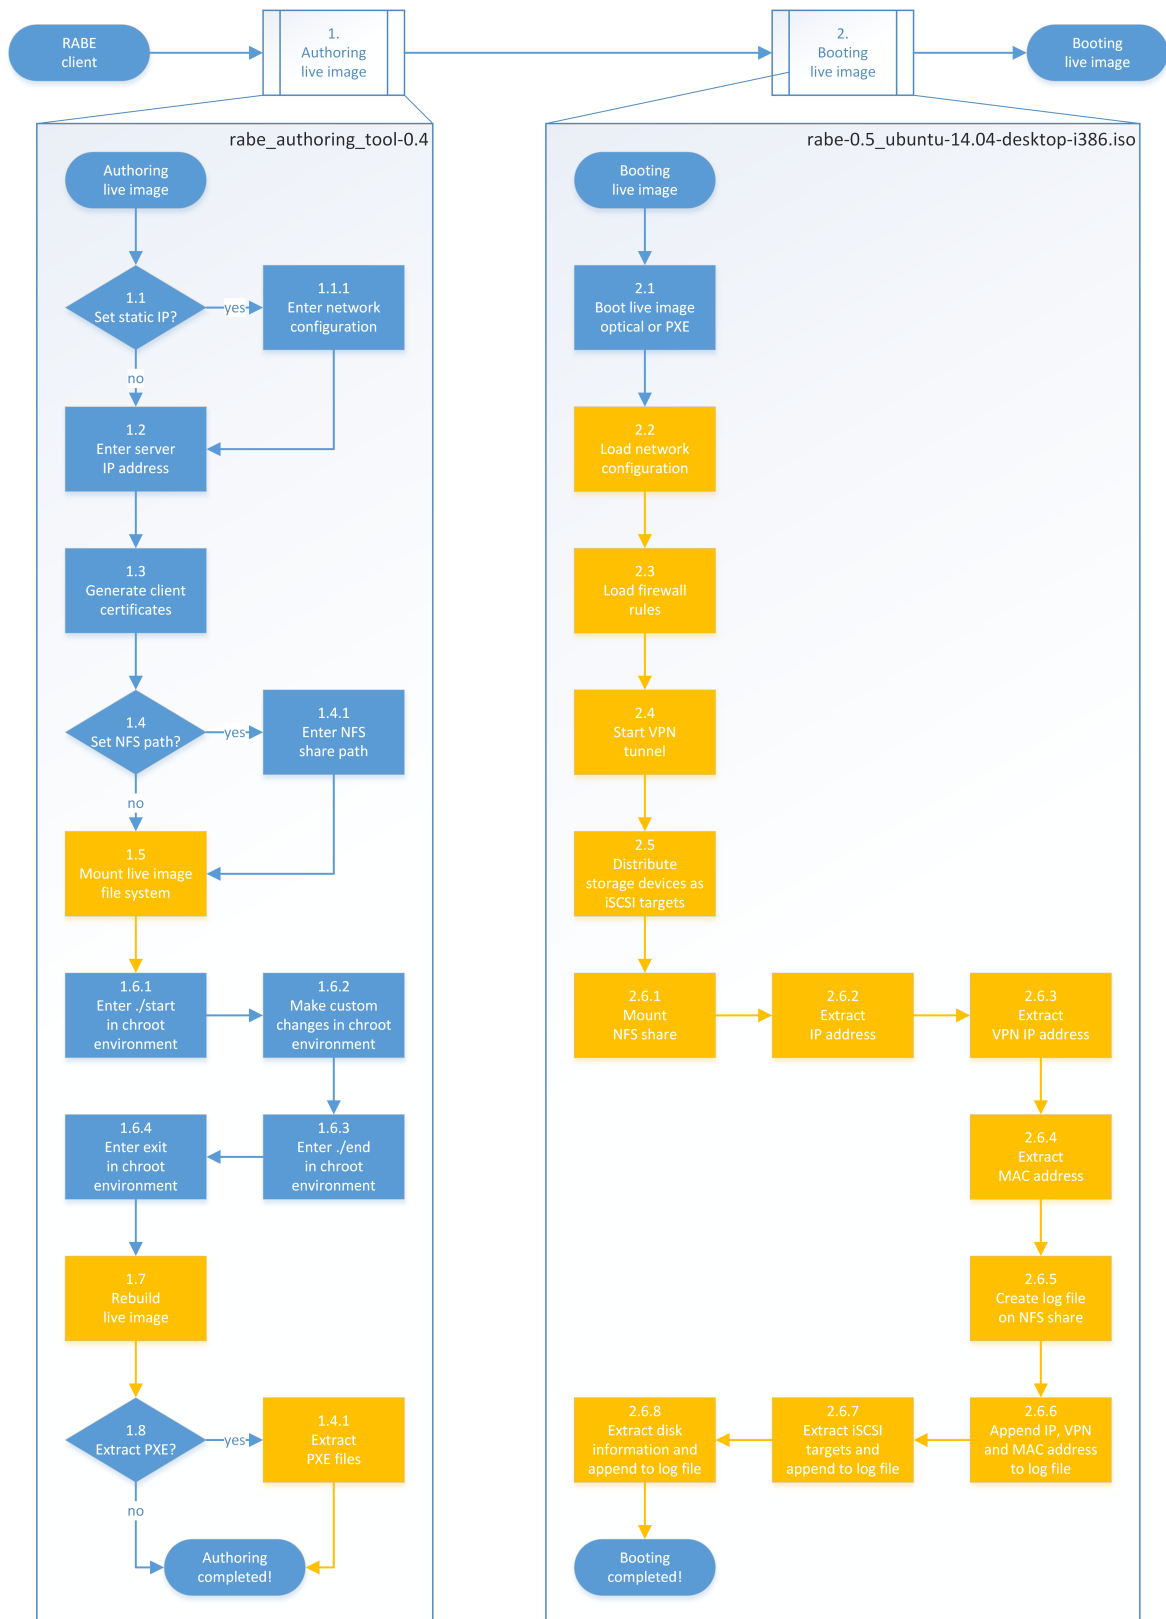 RABE
client
1.
Authoring
live image
2.
Booting
live image
Booting
live image
rabe_authoring_tool-0.4
Authoring
live image
1.1
Set static IP?
yes
1.1.1
Enter network
configuration
no
1.2
Enter server
IP address
1.3
Generate client
certificates
1.4
Set NFS path?
yes
1.4.1
Enter NFS
share path
no
1.5
Mount live image
file system
1.6.1
Enter ./start
in chroot
environment
1.6.2
Make custom
changes in chroot
environment
1.6.4
Enter exit
in chroot
environment
1.6.3
Enter ./end
in chroot
environment
1.7
Rebuild
live image
1.8
Extract PXE?
yes
1.4.1
Extract
PXE files
no
Authoring
completed!
rabe-0.5_ubuntu-14.04-desktop-i386.iso
Booting
live image
2.1
Boot live image
optical or PXE
2.2
Load network
configuration
2.3
Load firewall
rules
2.4
Start VPN
tunnel
2.5
Distribute
storage devices as
iSCSI targets
2.6.1
Mount
NFS share
2.6.2
Extract
IP address
2.6.3
Extract
VPN IP address
2.6.4
Extract
MAC address
2.6.5
Create log file
on NFS share
2.6.8
Extract disk
information and
append to log file
2.6.7
Extract iSCSI
targets and
append to log file
2.6.6
Append IP, VPN
and MAC address
to log file
Booting
completed!